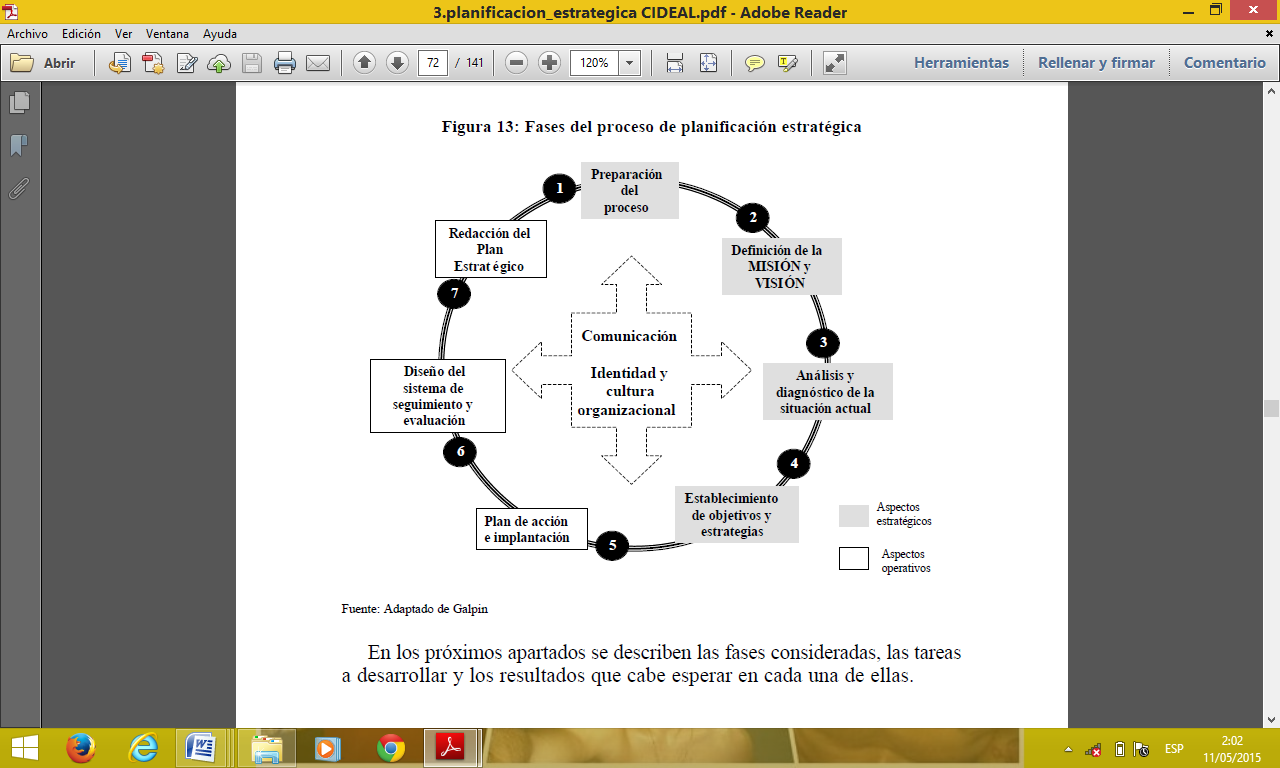 3.planificacion_estrategica CIDEAL.pdf - Adobe Reader
Archivo Edición Ver Ventana Ayuda
Abrir
72 / 141
120%
Herramientas
Rellenar y firmar
Comentario
Figura 13: Fases del proceso de planificación estratégica
1
Preparación
del
proceso
2
Definición de la
MISIÓN y
VISIÓN
3
Análisis y
diagnóstico de la
situación actual
4
Establecimiento
de objetivos y
estrategias
5
Plan de acción
e implantación
6
Diseño del
sistema de
seguimiento y
evaluación
7
Redacción del
Plan
Estratégico
Comunicación
Identidad y
cultura
organizacional
Aspectos
estratégicos
Aspectos
operativos
Fuente: Adaptado de Galpin
En los próximos apartados se describen las fases consideradas, las tareas
a desarrollar y los resultados que cabe esperar en cada una de ellas.
ESP
2:02
11/05/2015